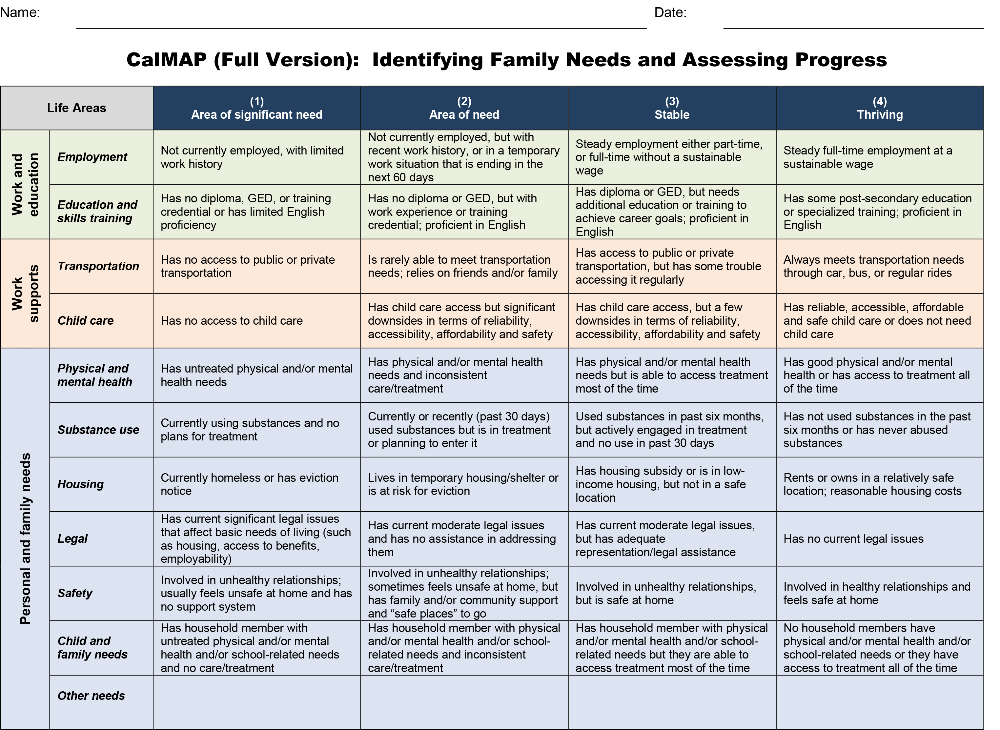 Name:
Date:
CalMAP (Full Version):  Identifying Family Needs and Assessing Progress
Life Areas
(1)
Area of significant need
(2)
Area of need
(3)
Stable
(4)
Thriving
Work and
education
Employment
Not currently employed, with limited
work history
Not currently employed, but with
recent work history, or in a temporary
work situation that is ending in the
next 60 days
Steady employment either part-time,
or full-time without a sustainable
wage
Steady full-time employment at a
sustainable wage
Education and
skills training
Has no diploma, GED, or training
credential or has limited English
proficiency
Has no diploma or GED, but with
work experience or training
credential; proficient in English
Has diploma or GED, but needs
additional education or training to
achieve career goals; proficient in
English
Has some post-secondary education
or specialized training; proficient in
English
Work
supports
Transportation
Has no access to public or private
transportation
Is rarely able to meet transportation
needs; relies on friends and/or family
Has access to public or private
transportation, but has some trouble
accessing it regularly
Always meets transportation needs
through car, bus, or regular rides
Child care
Has no access to child care
Has child care access but significant
downsides in terms of reliability,
accessibility, affordability and safety
Has child care access, but a few
downsides in terms of reliability,
accessibility, affordability and safety
Has reliable, accessible, affordable
and safe child care or does not need
child care
Personal and family needs
Physical and
mental health
Has untreated physical and/or mental
health needs
Has physical and/or mental health
needs and inconsistent
care/treatment
Has physical and/or mental health
needs but is able to access treatment
most of the time
Has good physical and/or mental
health or has access to treatment all
of the time
Substance use
Currently using substances and no
plans for treatment
Currently or recently (past 30 days)
used substances but is in treatment
or planning to enter it
Used substances in past six months,
but actively engaged in treatment
and no use in past 30 days
Has not used substances in the past
six months or has never abused
substances
Housing
Currently homeless or has eviction
notice
Lives in temporary housing/shelter or
is at risk for eviction
Has housing subsidy or is in low-
income housing, but not in a safe
location
Rents or owns in a relatively safe
location; reasonable housing costs
Legal
Has current significant legal issues
that affect basic needs of living (such
as housing, access to benefits,
employability)
Has current moderate legal issues
and has no assistance in addressing
them
Has current moderate legal issues,
but has adequate
representation/legal assistance
Has no current legal issues
Safety
Involved in unhealthy relationships;
usually feels unsafe at home and has
no support system
Involved in unhealthy relationships;
sometimes feels unsafe at home, but
has family and/or community support
and “safe places” to go
Involved in unhealthy relationships,
but is safe at home
Involved in healthy relationships and
feels safe at home
Child and
family needs
Has household member with
untreated physical and/or mental
health and/or school-related needs
and no care/treatment
Has household member with physical
and/or mental health and/or school-
related needs and inconsistent
care/treatment
Has household member with physical
and/or mental health and/or school-
related needs but they are able to
access treatment most of the time
No household members have
physical and/or mental health and/or
school-related needs or they have
access to treatment all of the time
Other needs